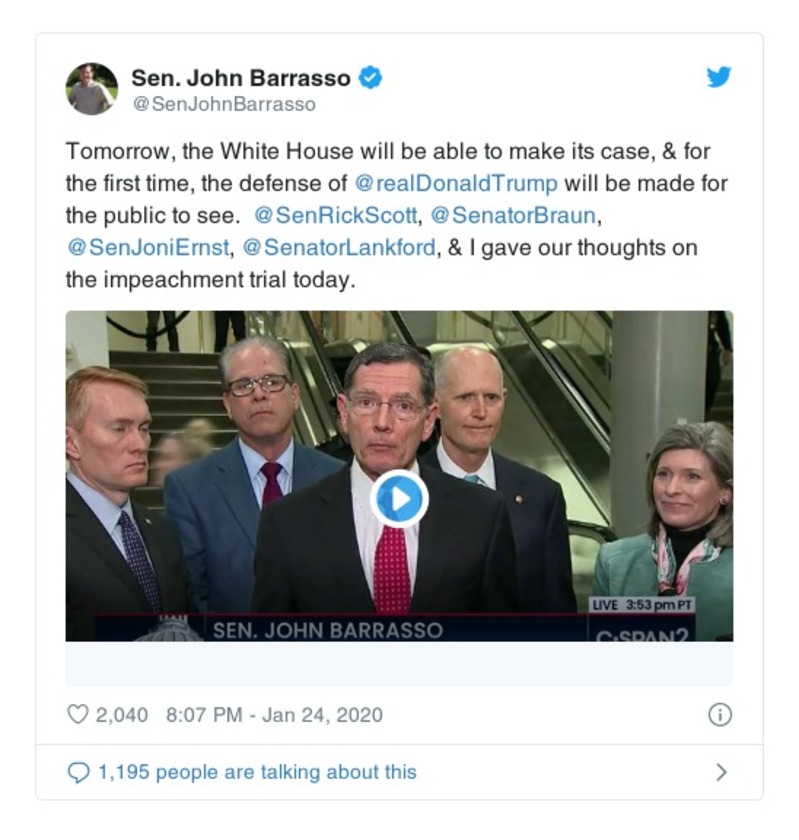 Sen. John Barrasso
@SenJohnBarrasso
Tomorrow, the White House will be able to make its case, & for
the first time, the defense of @realDonaldTrump will be made for
the public to see. @SenRickScott, @SenatorBraun,
@SenJoniErnst, @SenatorLankford, & I gave our thoughts on
the impeachment trial today.
LIVE 3:53 pm PT
SEN. JOHN BARRASSO
C-SPAN2
2,040 8:07 PM - Jan 24, 2020
1,195 people are talking about this